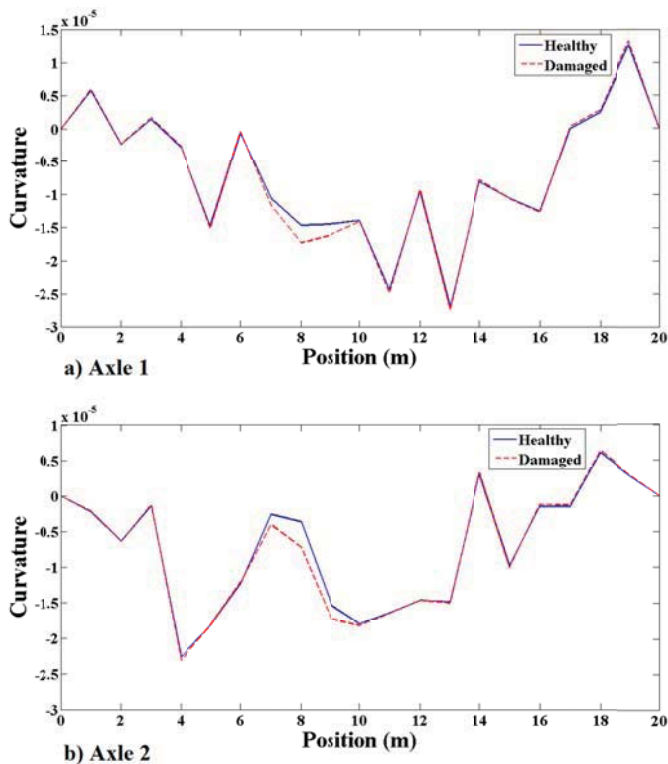 x 10^-5
1.5
1
0.5
0
-0.5
-1
-1.5
-2
-2.5
-3
Curvature
Healthy
Damaged
0 2 4 6 8 10 12 14 16 18 20
Position (m)
a) Axle 1
x 10^-5
1
0.5
0
-0.5
-1
-1.5
-2
-2.5
-3
Curvature
Healthy
Damaged
0 2 4 6 8 10 12 14 16 18 20
Position (m)
b) Axle 2